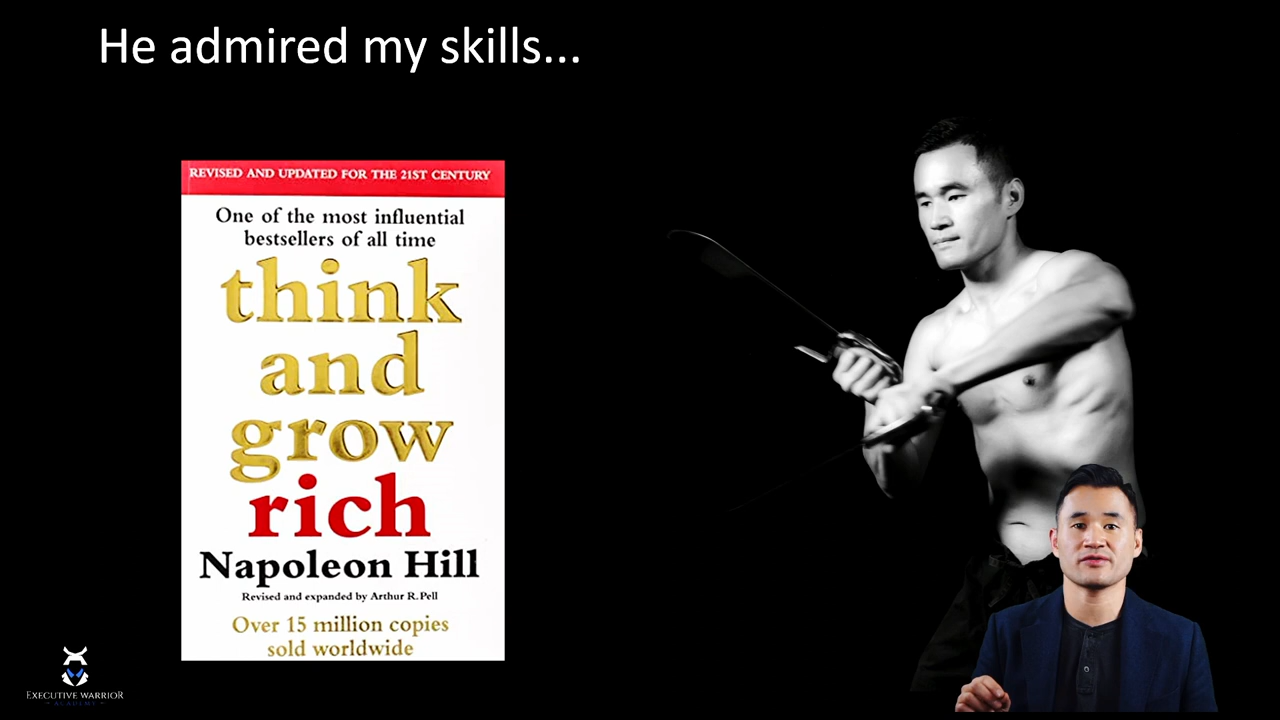 He admired my skills...
REVISED AND UPDATED FOR THE 21ST CENTURY
One of the most influential
bestsellers of all time
think
and
grow
rich
Napoleon Hill
Revised and expanded by Arthur R. Pell
Over 15 million copies
sold worldwide
EXECUTIVE WARRIOR
ACADEMY